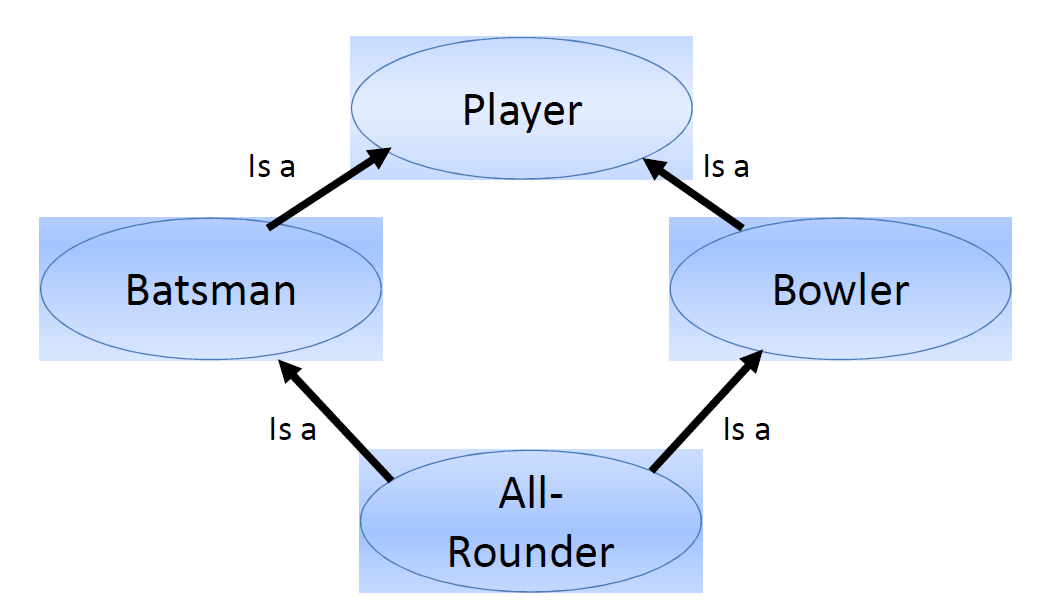 Player
Is a
Is a
Batsman
Bowler
Is a
Is a
All-
Rounder